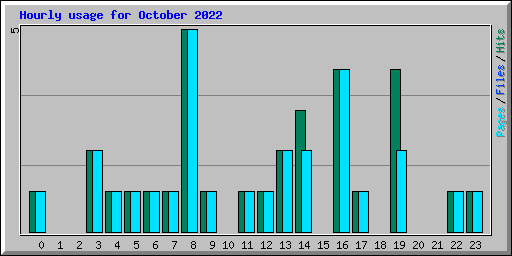 Hourly usage for October 2022
5
Pages/Files/Hits
0 1 2 3 4 5 6 7 8 9 10 11 12 13 14 15 16 17 18 19 20 21 22 23